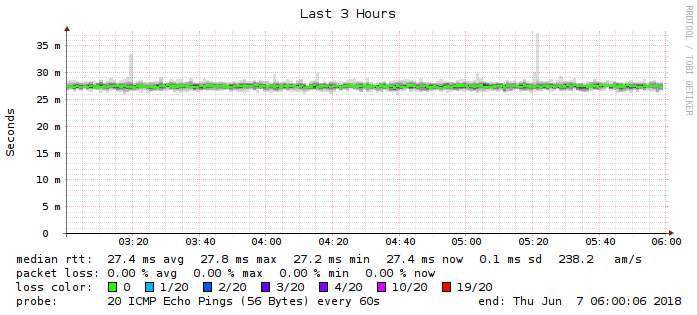 Last 3 Hours
RRDTOOL / TOBI OETIKER
Seconds
35 m
30 m
25 m
20 m
15 m
10 m
5 m
0
03:20 03:40 04:00 04:20 04:40 05:00 05:20 05:40 06:00
median rtt: 27.4 ms avg 27.8 ms max 27.2 ms min 27.4 ms now 0.1 ms sd 238.2 am/s
packet loss: 0.00 % avg 0.00 % max 0.00 % min 0.00 % now
loss color: 0 1/20 2/20 3/20 4/20 10/20 19/20
probe: 20 ICMP Echo Pings (56 Bytes) every 60s end: Thu Jun 7 06:00:06 2018